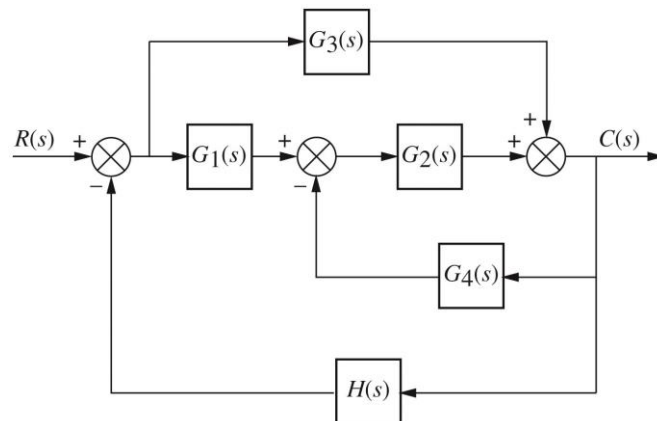 G3(s)
+
R(s) + G1(s) + G2(s) + C(s)
− −
G4(s)
− H(s)